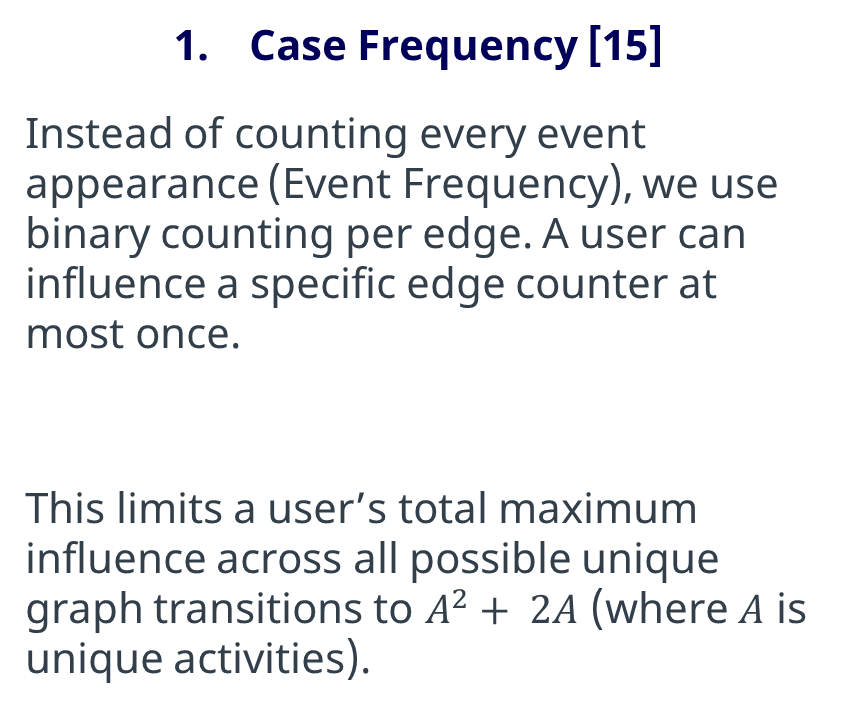 1. Case Frequency [15]
Instead of counting every event
appearance (Event Frequency), we use
binary counting per edge. A user can
influence a specific edge counter at
most once.
This limits a user’s total maximum
influence across all possible unique
graph transitions to A² + 2A (where A is
unique activities).